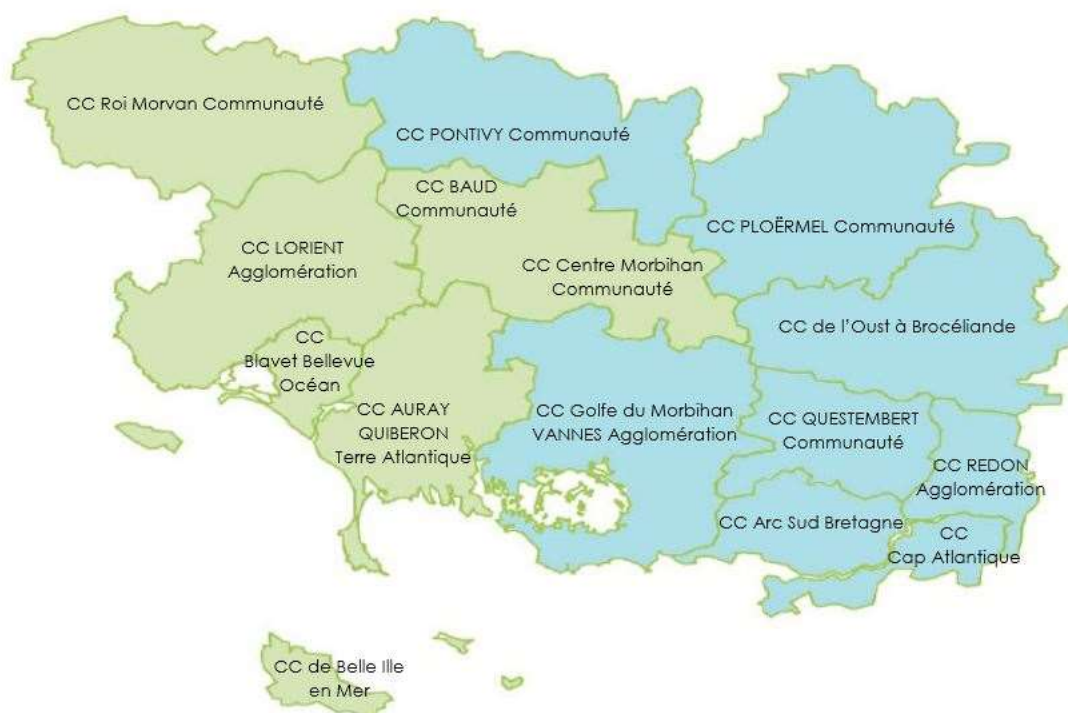 CC Roi Morvan Communauté
CC PONTIVY Communauté
CC BAUD
Communauté
CC PLOËRMEL Communauté
CC LORIENT
Agglomération
CC Centre Morbihan
Communauté
CC de l'Oust à Brocéliande
CC
Blavet Bellevue
Océan
CC AURAY
QUIBERON
Terre Atlantique
CC Golfe du Morbihan
VANNES Agglomération
CC QUESTEMBERT
Communauté
CC REDON
Agglomération
CC Arc Sud Bretagne
CC
Cap Atlantique
CC de Belle Ille
en Mer